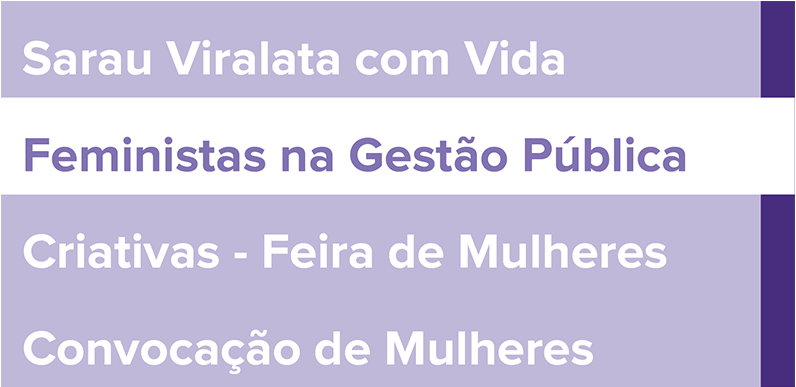 Sarau Viralata com Vida
Feministas na Gestão Pública
Criativas - Feira de Mulheres
Convocação de Mulheres